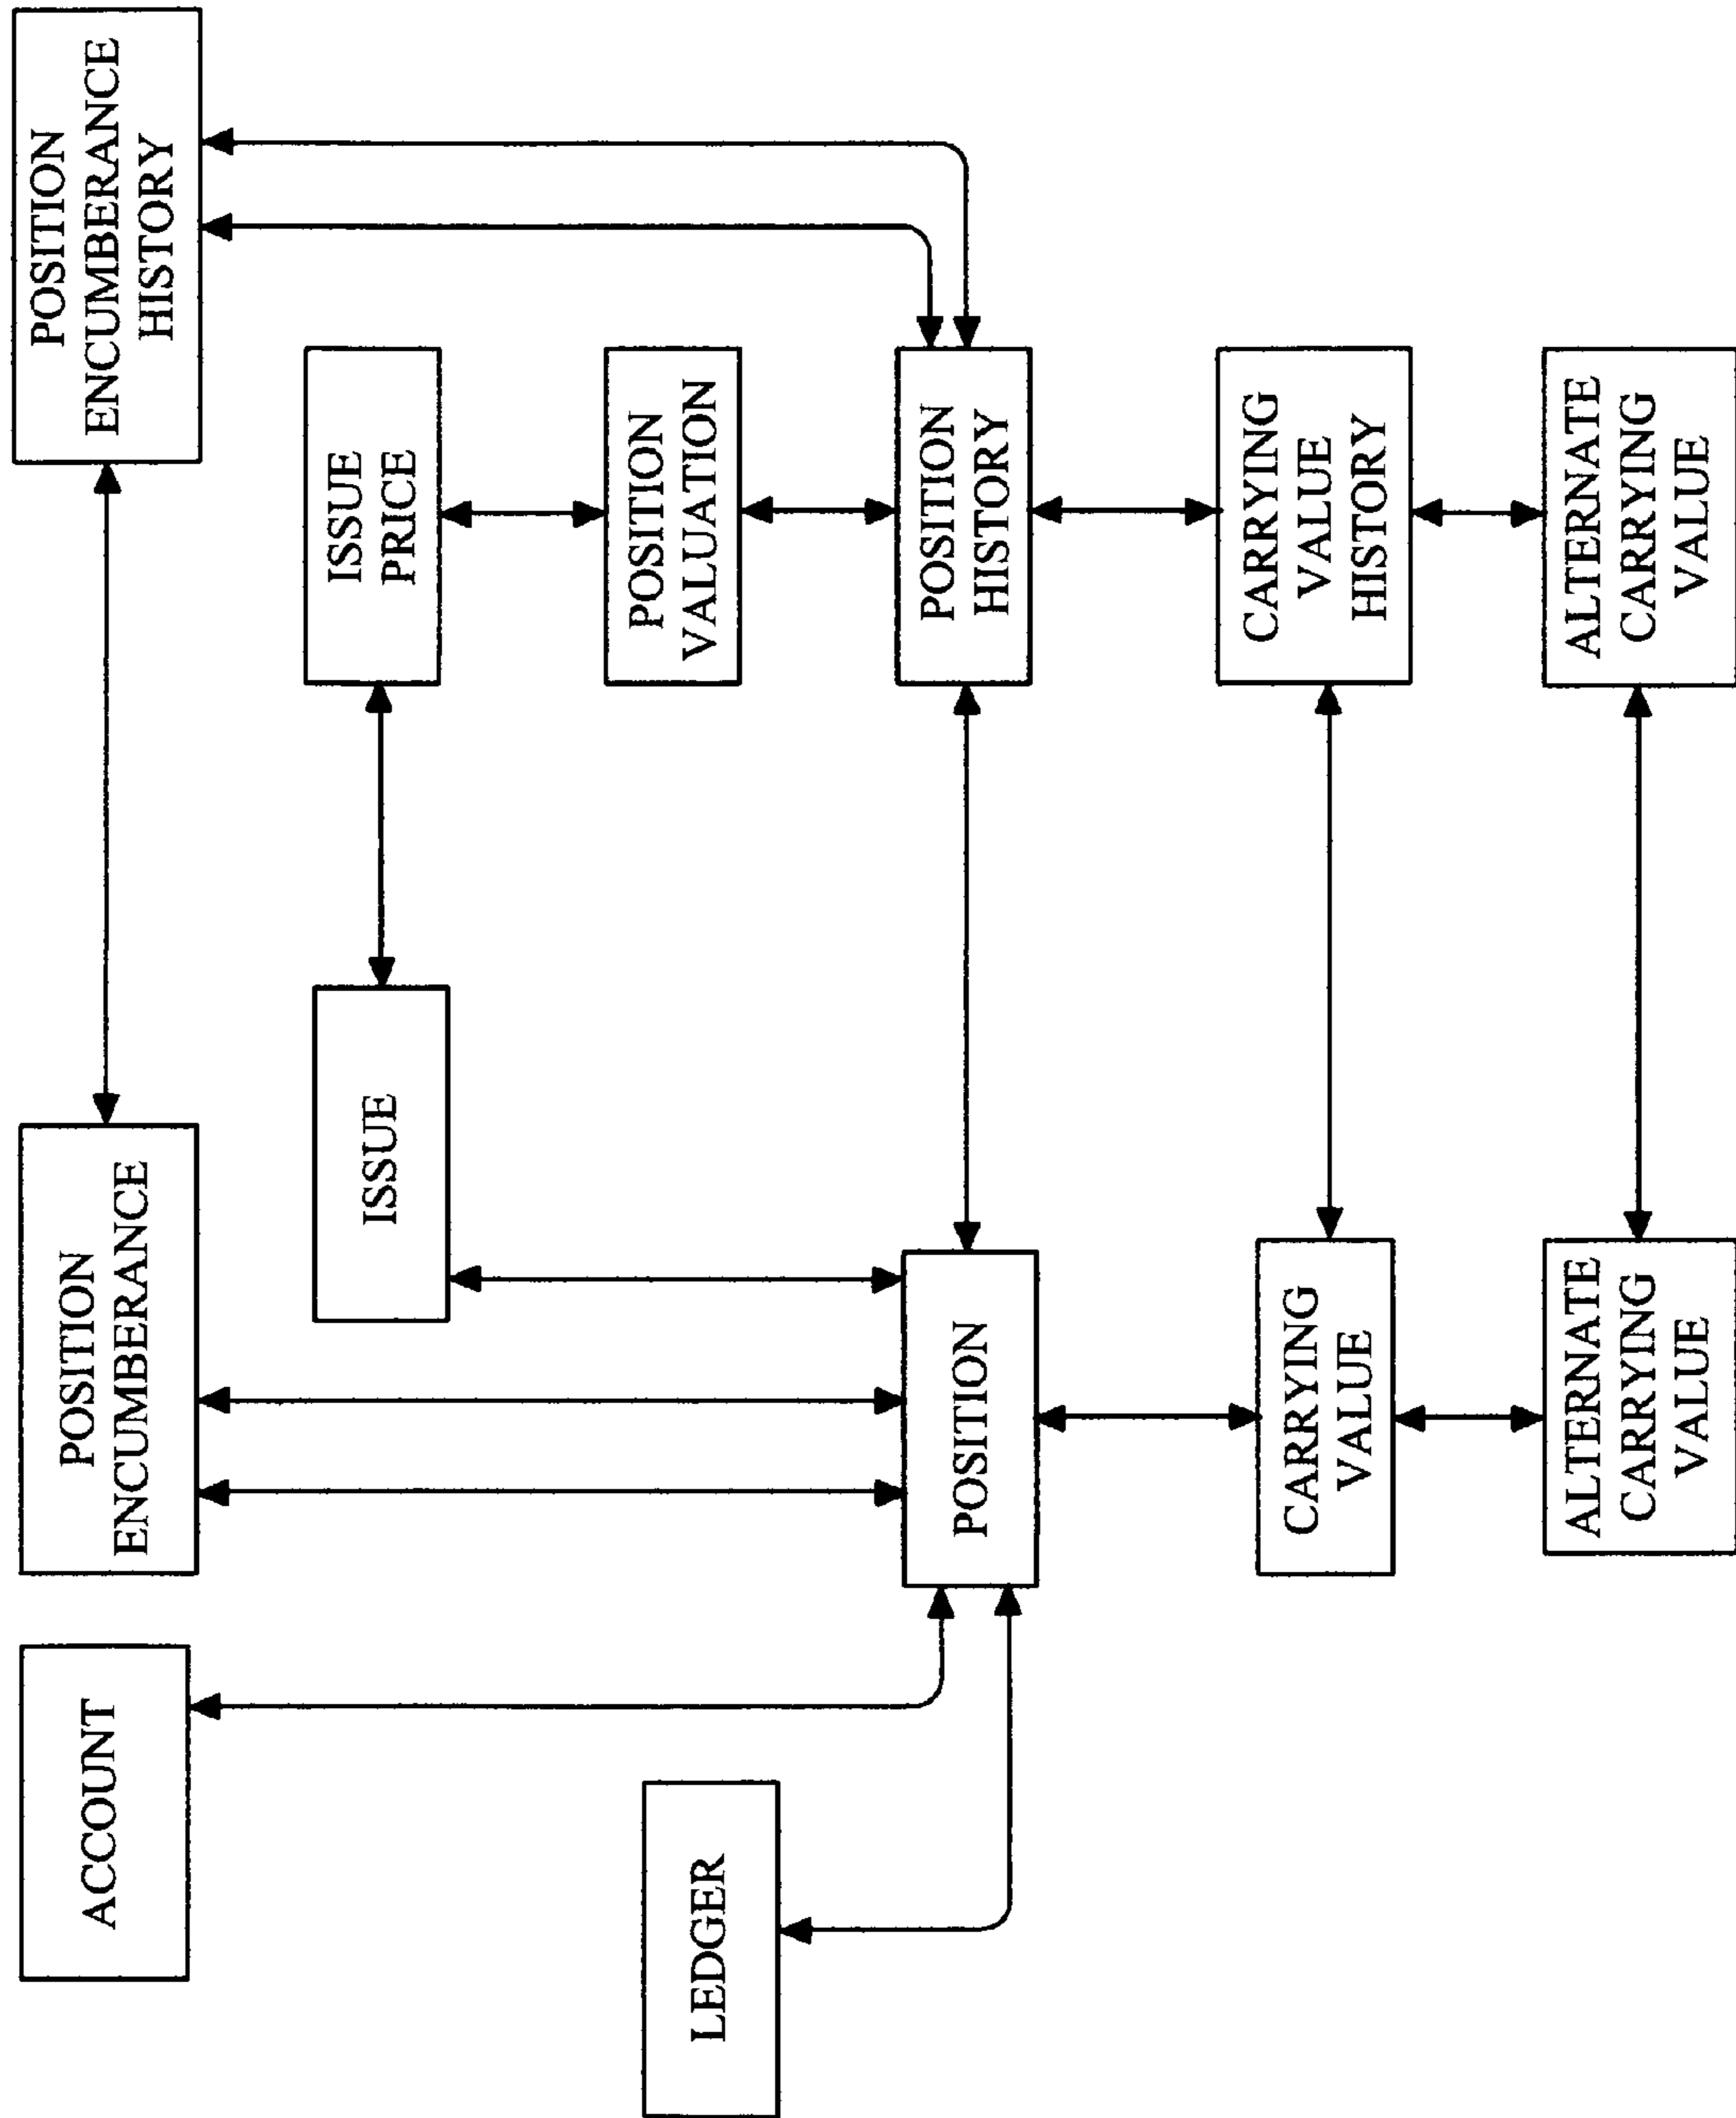 POSITION
ENCUMBERANCE
HISTORY
POSITION
ENCUMBERANCE
ACCOUNT
ISSUE
PRICE
ISSUE
POSITION
VALUATION
LEDGER
POSITION
HISTORY
POSITION
CARRYING
VALUE
HISTORY
CARRYING
VALUE
ALTERNATE
CARRYING
VALUE
ALTERNATE
CARRYING
VALUE